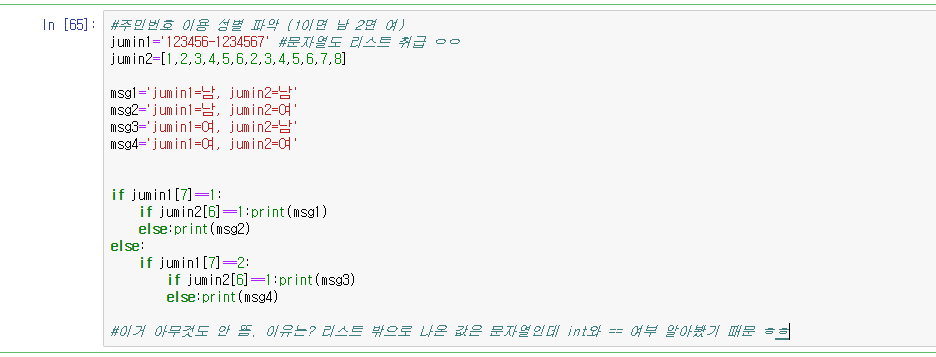 In [65]: #주민번호 이용 성별 파악 (1이면 남 2면 여)
jumin1='123456-1234567' #문자열도 리스트 취급 ㅇㅇ
jumin2=[1,2,3,4,5,6,2,3,4,5,6,7,8]
msg1='jumin1=남, jumin2=남'
msg2='jumin1=남, jumin2=여'
msg3='jumin1=여, jumin2=남'
msg4='jumin1=여, jumin2=여'
if jumin1[7]==1:
    if jumin2[6]==1:print(msg1)
    else:print(msg2)
else:
    if jumin1[7]==2:
        if jumin2[6]==1:print(msg3)
        else:print(msg4)
#이거 아무것도 안 뜸, 이유는? 리스트 밖으로 나온 값은 문자열인데 int와 == 여부 알아봤기 때문 ㅎㅎ